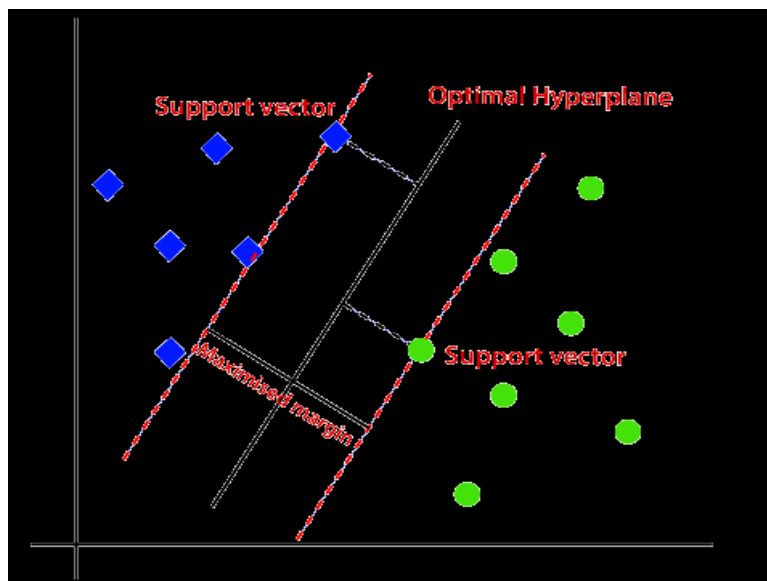 Optimal Hyperplane
Support vector
Support vector
Maximised margin